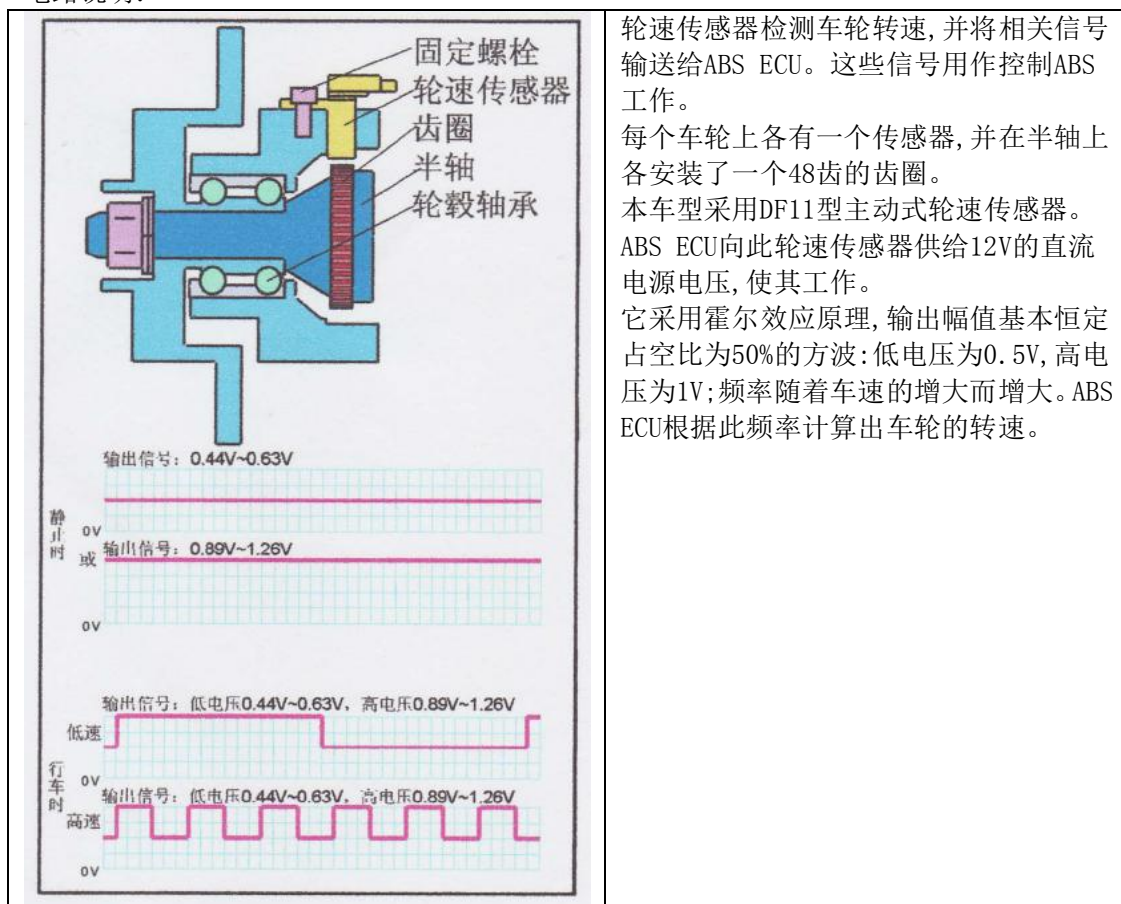 固定螺栓
轮速传感器
齿圈
半轴
轮毂轴承
输出信号: 0.44V~0.63V
静止时
0V
或
输出信号: 0.89V~1.26V
0V
输出信号: 低电压0.44V~0.63V, 高电压0.89V~1.26V
低速
行车时
0V
输出信号: 低电压0.44V~0.63V, 高电压0.89V~1.26V
高速
0V
轮速传感器检测车轮转速,并将相关信号
输送给ABS ECU。这些信号用作控制ABS
工作。
每个车轮上各有一个传感器,并在半轴上
各安装了一个48齿的齿圈。
本车型采用DF11型主动式轮速传感器。
ABS ECU向此轮速传感器供给12V的直流
电源电压,使其工作。
它采用霍尔效应原理,输出幅值基本恒定
占空比为50%的方波:低电压为0.5V,高电
压为1V;频率随着车速的增大而增大。ABS
ECU根据此频率计算出车轮的转速。